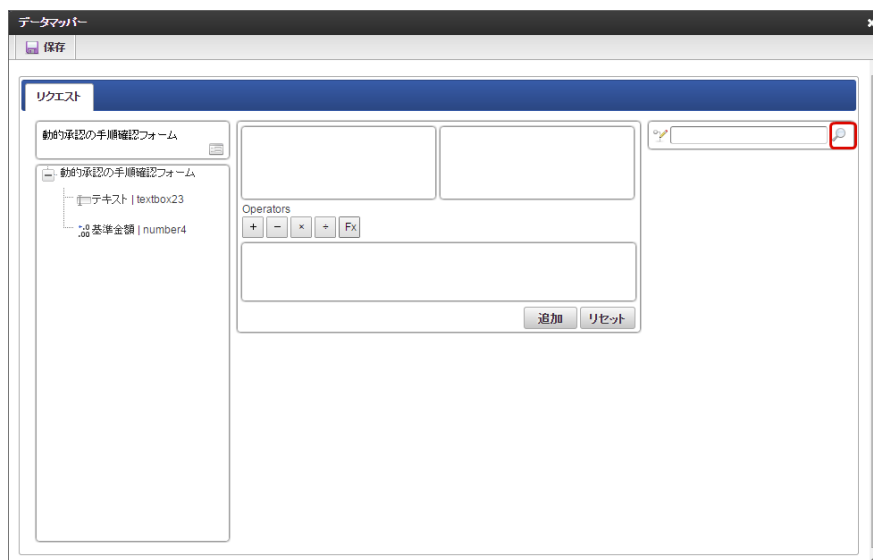 データマッパー
保存
リクエスト
動的承認の手順確認フォーム
動的承認の手順確認フォーム
テキスト | textbox23
基準金額 | number4
Operators
+ − × ÷ Fx
追加 リセット